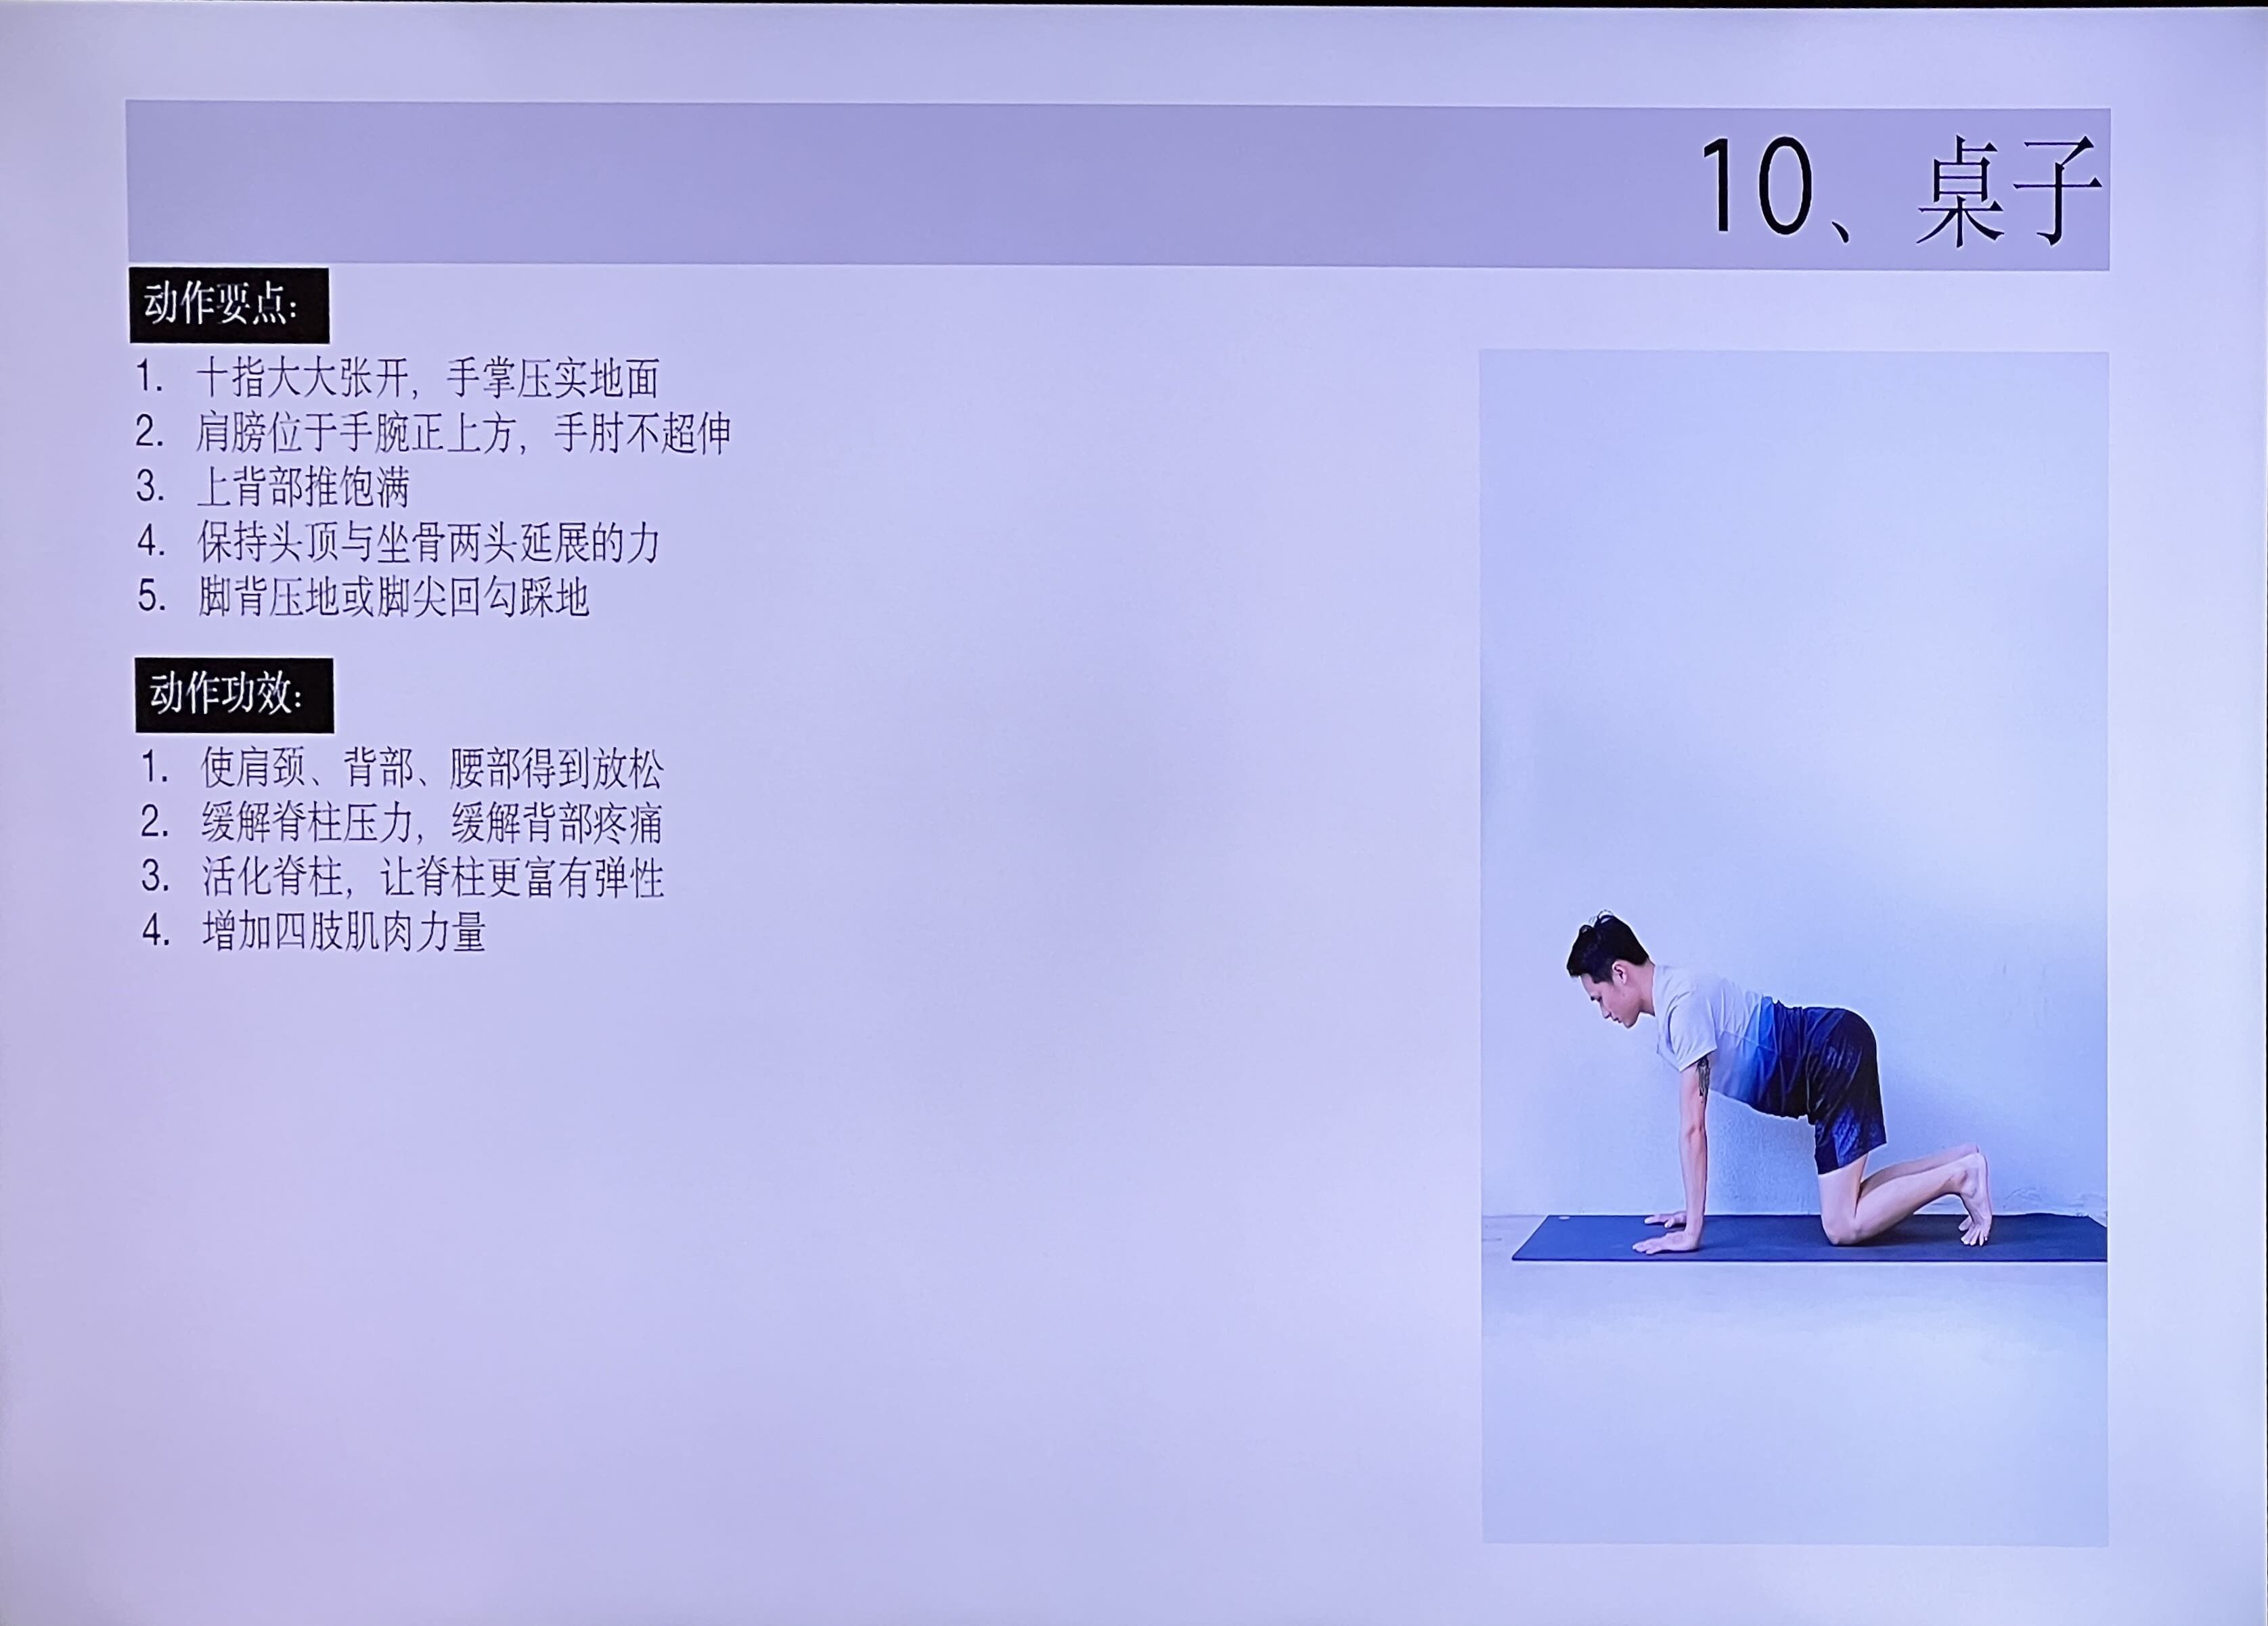 10、桌子
动作要点：
1. 十指大大张开，手掌压实地面
2. 肩膀位于手腕正上方，手肘不超伸
3. 上背部推饱满
4. 保持头顶与坐骨两头延展的力
5. 脚背压地或脚尖回勾踩地
动作功效：
1. 使肩颈、背部、腰部得到放松
2. 缓解脊柱压力，缓解背部疼痛
3. 活化脊柱，让脊柱更富有弹性
4. 增加四肢肌肉力量